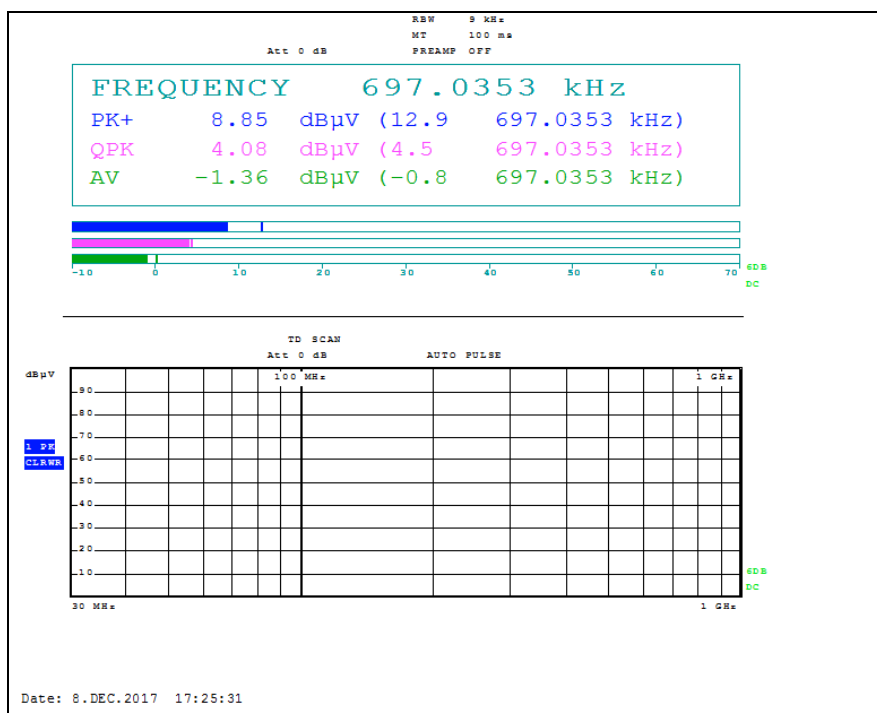 RBW 9 kHz
MT 100 ms
Att 0 dB PREAMP OFF
FREQUENCY 697.0353 kHz
PK+ 8.85 dBµV (12.9 697.0353 kHz)
QPK 4.08 dBµV (4.5 697.0353 kHz)
AV -1.36 dBµV (-0.8 697.0353 kHz)
-10 0 10 20 30 40 50 60 70
6DB
DC
TD SCAN
Att 0 dB AUTO PULSE
dBµV
100 MHz 1 GHz
90
80
70
1 PK
CLRWR
60
50
40
30
20
10
6DB
DC
30 MHz 1 GHz
Date: 8.DEC.2017 17:25:31